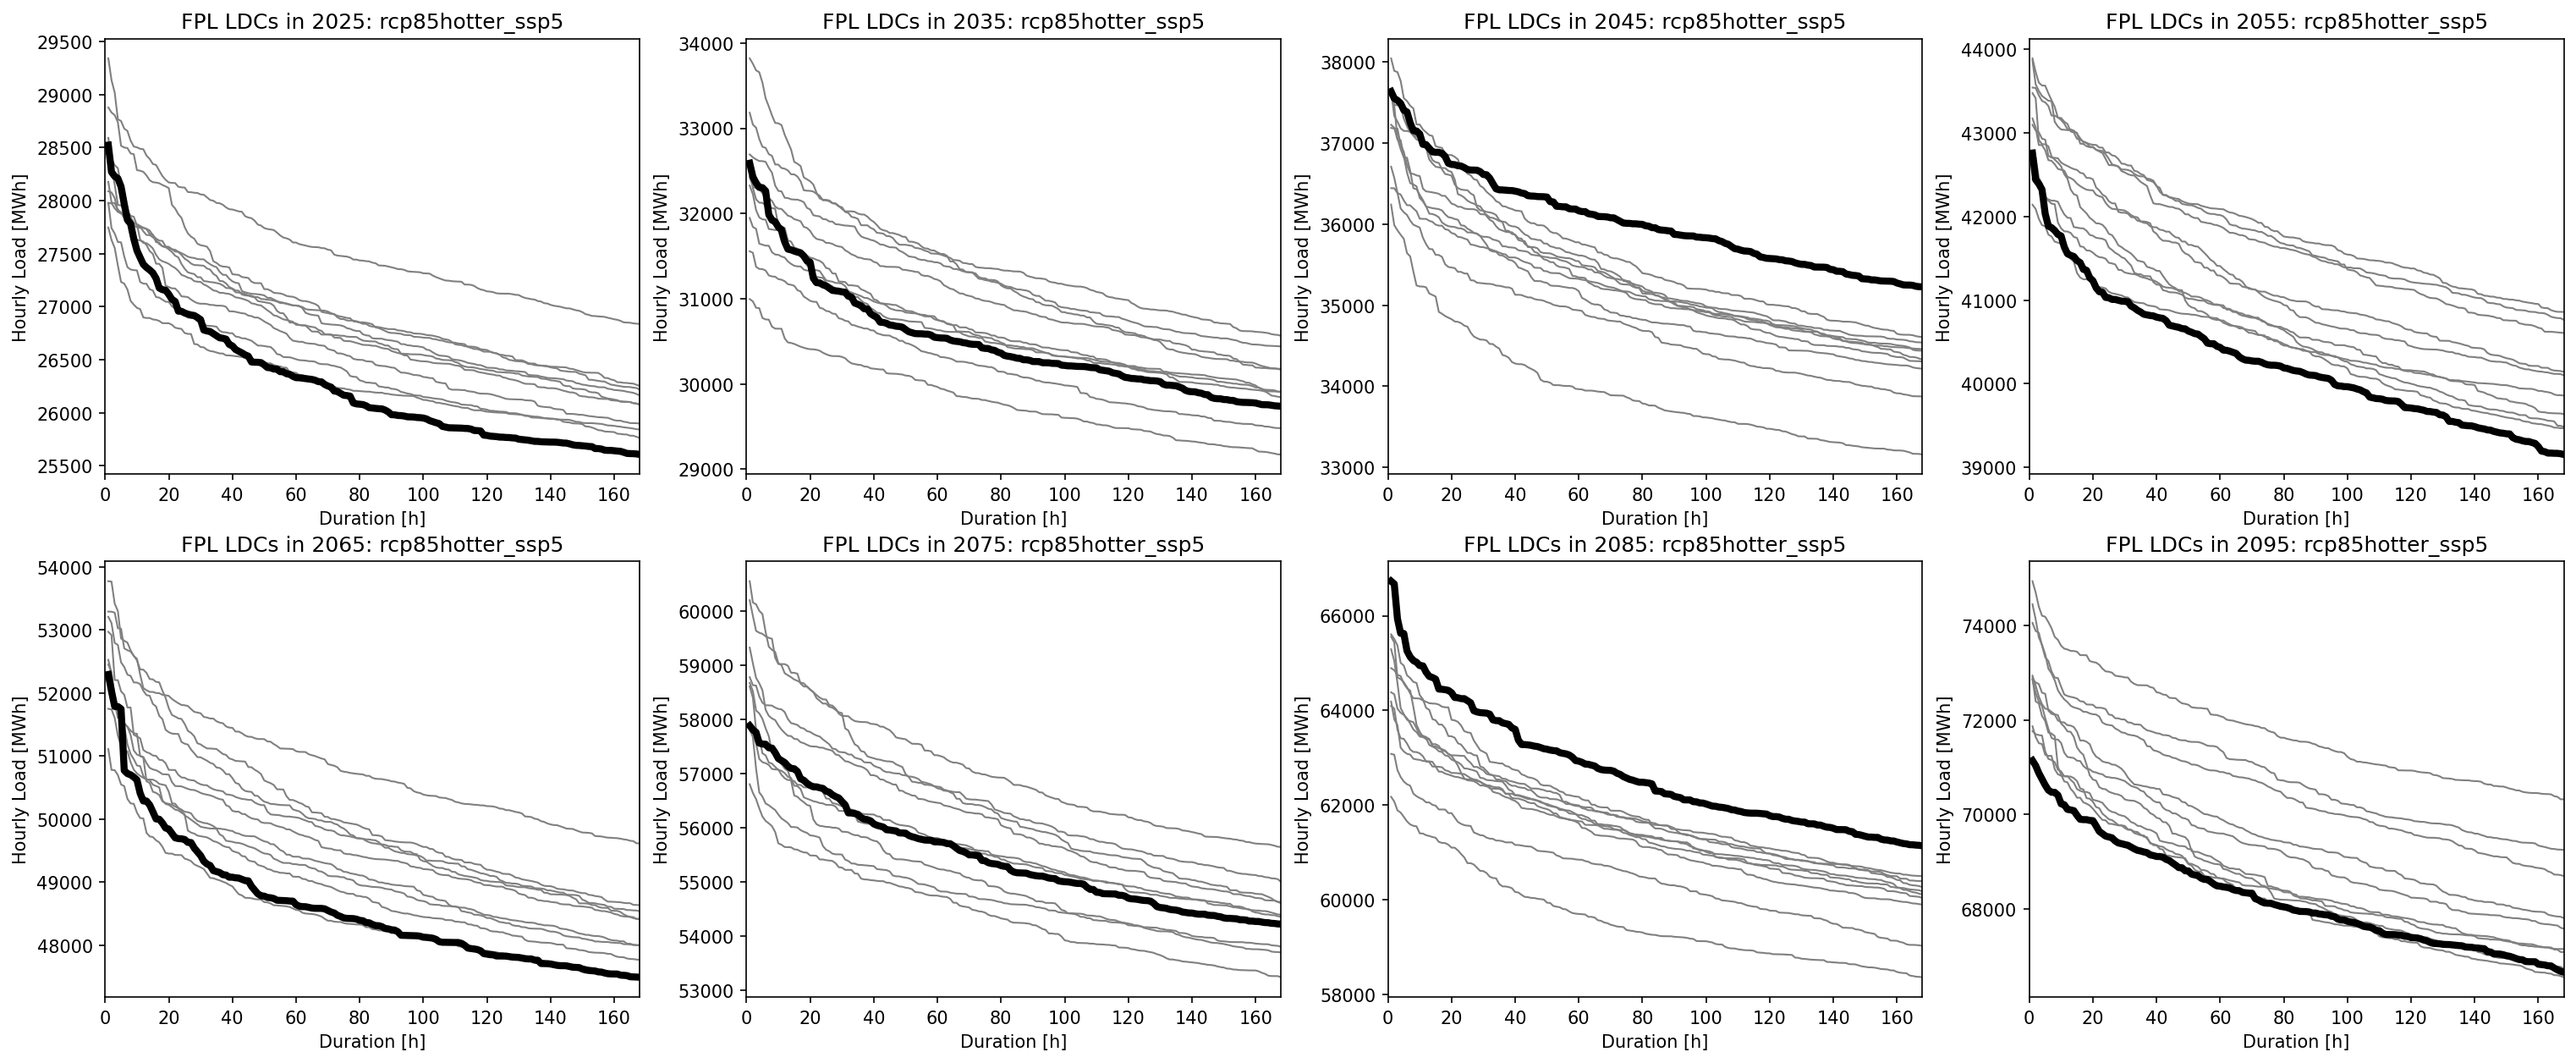 FPL LDCs in 2025: rcp85hotter_ssp5
29500
29000
28500
28000
27500
27000
26500
26000
25500
Hourly Load [MWh]
0 20 40 60 80 100 120 140 160
Duration [h]
FPL LDCs in 2035: rcp85hotter_ssp5
34000
33000
32000
31000
30000
29000
Hourly Load [MWh]
0 20 40 60 80 100 120 140 160
Duration [h]
FPL LDCs in 2045: rcp85hotter_ssp5
38000
37000
36000
35000
34000
33000
Hourly Load [MWh]
0 20 40 60 80 100 120 140 160
Duration [h]
FPL LDCs in 2055: rcp85hotter_ssp5
44000
43000
42000
41000
40000
39000
Hourly Load [MWh]
0 20 40 60 80 100 120 140 160
Duration [h]
FPL LDCs in 2065: rcp85hotter_ssp5
54000
53000
52000
51000
50000
49000
48000
Hourly Load [MWh]
0 20 40 60 80 100 120 140 160
Duration [h]
FPL LDCs in 2075: rcp85hotter_ssp5
60000
59000
58000
57000
56000
55000
54000
53000
Hourly Load [MWh]
0 20 40 60 80 100 120 140 160
Duration [h]
FPL LDCs in 2085: rcp85hotter_ssp5
66000
64000
62000
60000
58000
Hourly Load [MWh]
0 20 40 60 80 100 120 140 160
Duration [h]
FPL LDCs in 2095: rcp85hotter_ssp5
74000
72000
70000
68000
Hourly Load [MWh]
0 20 40 60 80 100 120 140 160
Duration [h]